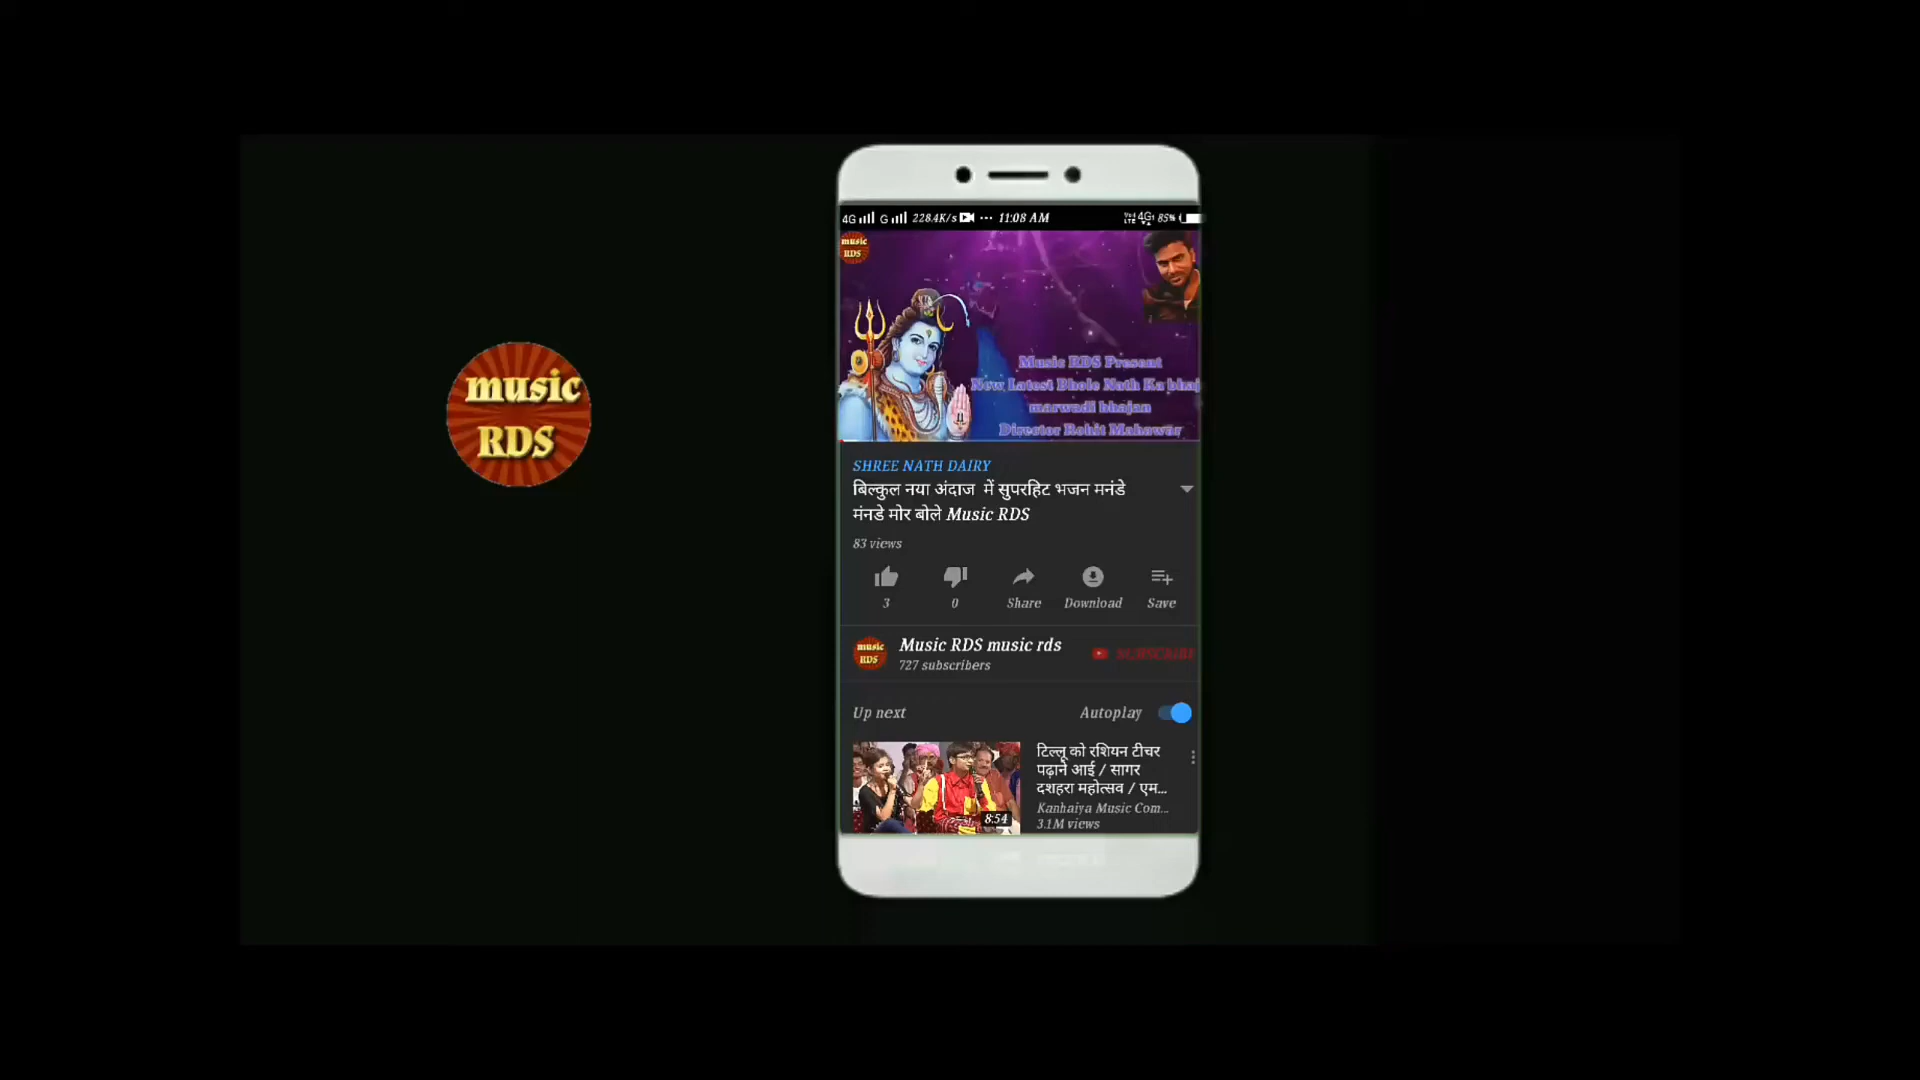 music
RDS
4G G 228.4K/s ... 11:08 AM 4G 85%
music
RDS
Music RDS Present
New Latest Bhole Nath Ka bhaj
marwadi bhajan
Director Rohit Mahawar
SHREE NATH DAIRY
बिल्कुल नया अंदाज में सुपरहिट भजन मनंडे
मंनडे मोर बोले Music RDS
83 views
3 0 Share Download Save
music
RDS
Music RDS music rds
727 subscribers
SUBSCRIBE
Up next Autoplay
टिल्लू को रशियन टीचर
पढ़ाने आई / सागर
दशहरा महोत्सव / एम...
Kanhaiya Music Com...
3.1M views
8:54